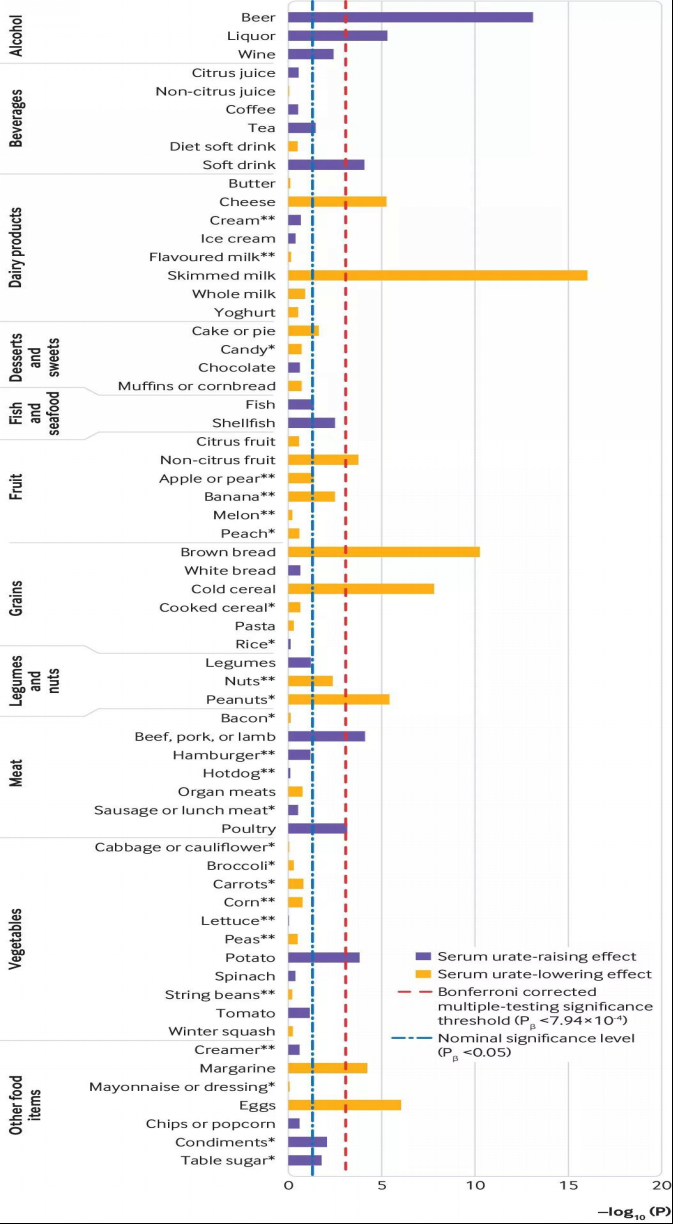 Alcohol
Beer
Liquor
Wine
Beverages
Citrus juice
Non-citrus juice
Coffee
Tea
Diet soft drink
Soft drink
Dairy products
Butter
Cheese
Cream**
Ice cream
Flavoured milk**
Skimmed milk
Whole milk
Yoghurt
Desserts
and
sweets
Cake or pie
Candy*
Chocolate
Muffins or cornbread
Fish
and
seafood
Fish
Shellfish
Fruit
Citrus fruit
Non-citrus fruit
Apple or pear**
Banana**
Melon**
Peach*
Grains
Brown bread
White bread
Cold cereal
Cooked cereal*
Pasta
Rice*
Legumes
and
nuts
Legumes
Nuts**
Peanuts*
Meat
Bacon*
Beef, pork, or lamb
Hamburger**
Hotdog**
Organ meats
Sausage or lunch meat*
Poultry
Vegetables
Cabbage or cauliflower*
Broccoli*
Carrots*
Corn**
Lettuce**
Peas**
Potato
Spinach
String beans**
Tomato
Winter squash
Other food
items
Creamer**
Margarine
Mayonnaise or dressing*
Eggs
Chips or popcorn
Condiments*
Table sugar*
Serum urate-raising effect
Serum urate-lowering effect
Bonferroni corrected
multiple-testing significance
threshold (Pβ <7.94×10⁻⁴)
Nominal significance level
(Pβ <0.05)
0 5 10 15 20
–log₁₀ (P)